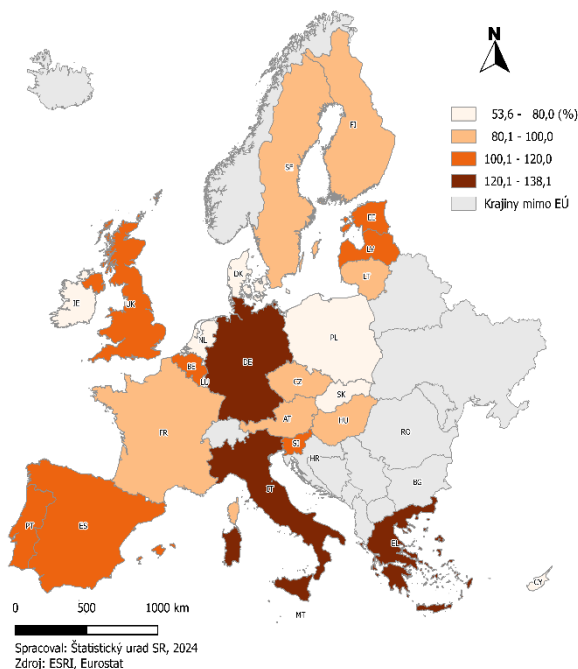 N
53,6 - 80,0 (%)
80,1 - 100,0
100,1 - 120,0
120,1 - 138,1
Krajiny mimo EÚ
FI
SE
EE
LV
LT
DK
IE
UK
NL
PL
DE
BE
LU
CZ
SK
FR
AT
HU
SI
RO
HR
IT
BG
PT
ES
EL
CY
MT
0 500 1000 km
Spracoval: Štatistický urad SR, 2024
Zdroj: ESRI, Eurostat